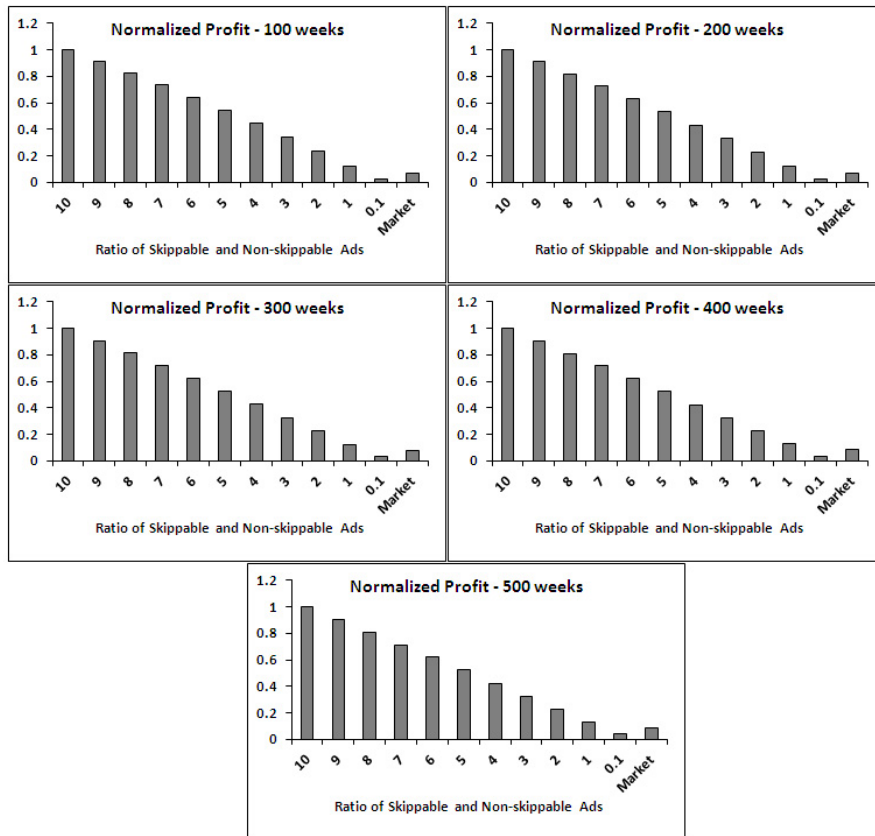 Normalized Profit - 100 weeks
1.2
1
0.8
0.6
0.4
0.2
0
10 9 8 7 6 5 4 3 2 1 0.1 Market
Ratio of Skippable and Non-skippable Ads
Normalized Profit - 200 weeks
1.2
1
0.8
0.6
0.4
0.2
0
10 9 8 7 6 5 4 3 2 1 0.1 Market
Ratio of Skippable and Non-skippable Ads
Normalized Profit - 300 weeks
1.2
1
0.8
0.6
0.4
0.2
0
10 9 8 7 6 5 4 3 2 1 0.1 Market
Ratio of Skippable and Non-skippable Ads
Normalized Profit - 400 weeks
1.2
1
0.8
0.6
0.4
0.2
0
10 9 8 7 6 5 4 3 2 1 0.1 Market
Ratio of Skippable and Non-skippable Ads
Normalized Profit - 500 weeks
1.2
1
0.8
0.6
0.4
0.2
0
10 9 8 7 6 5 4 3 2 1 0.1 Market
Ratio of Skippable and Non-skippable Ads